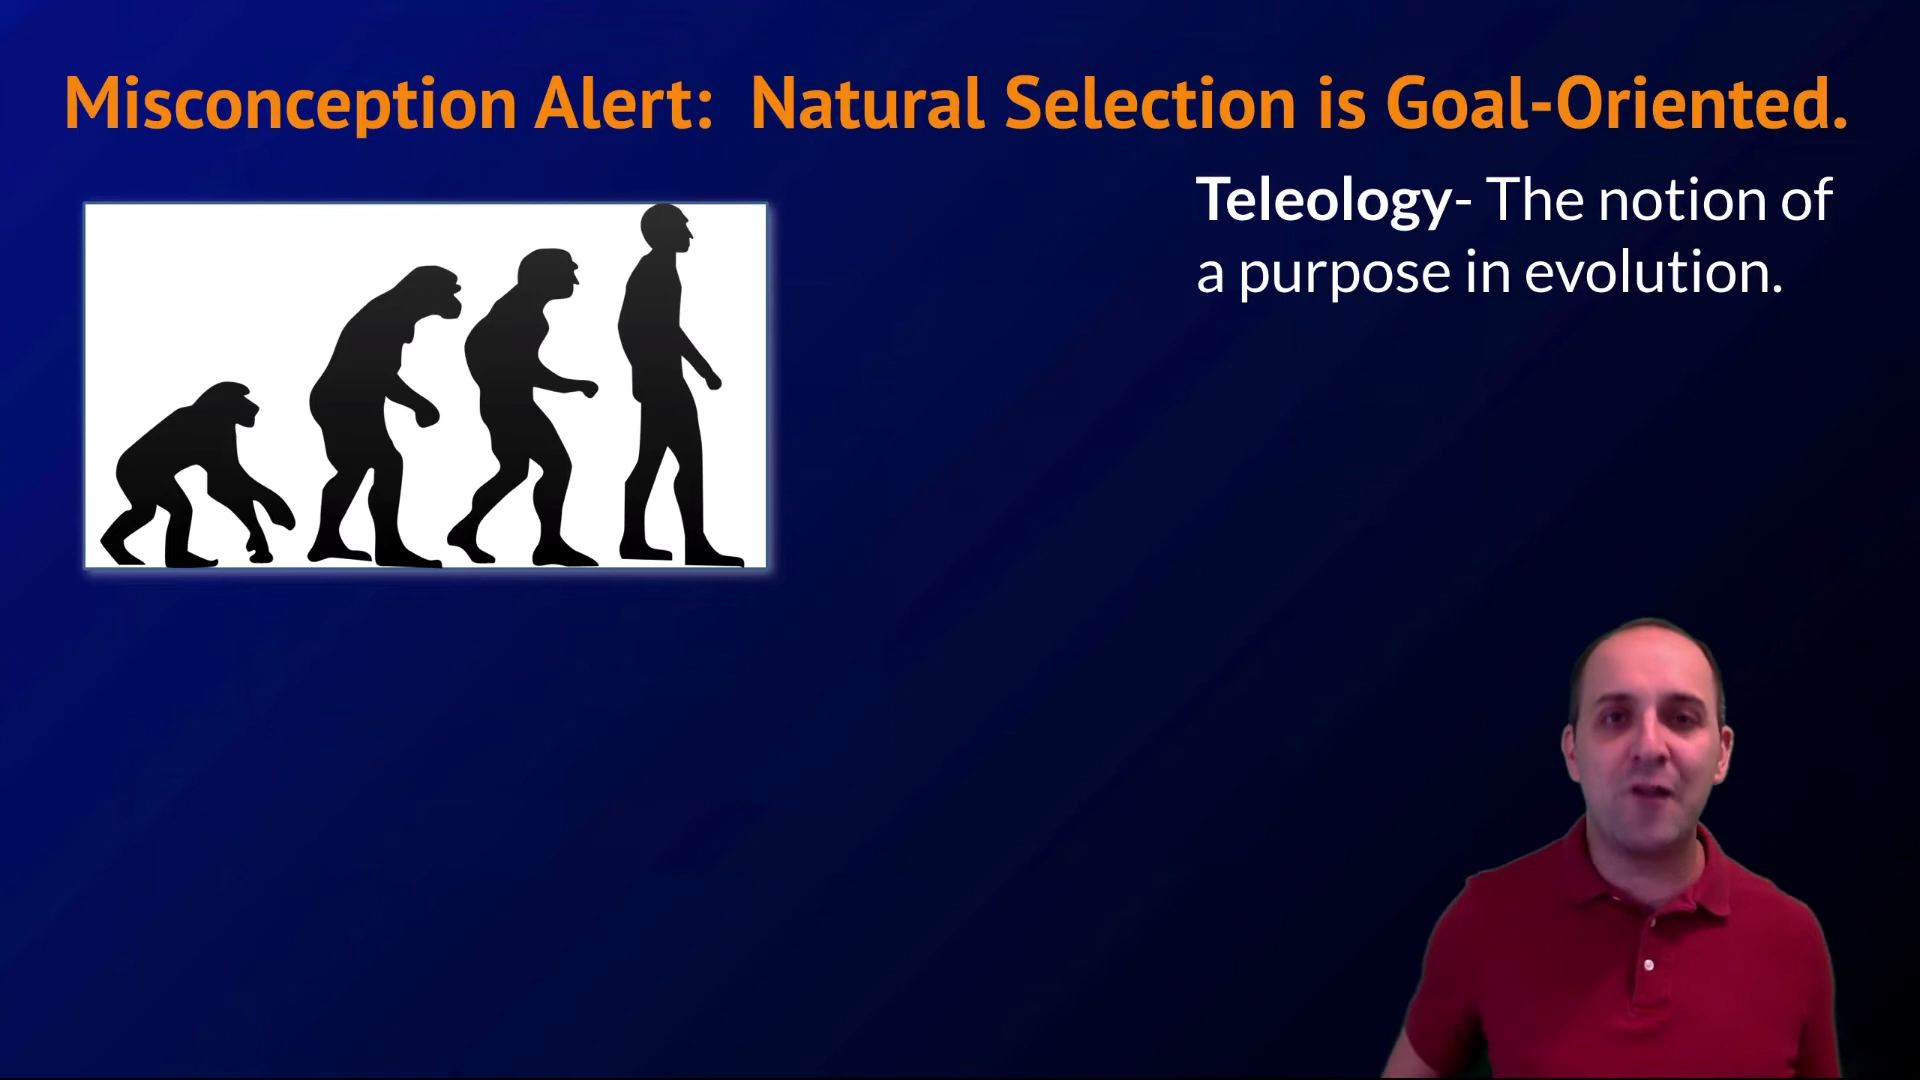 Misconception Alert:  Natural Selection is Goal-Oriented.
Teleology- The notion of
a purpose in evolution.